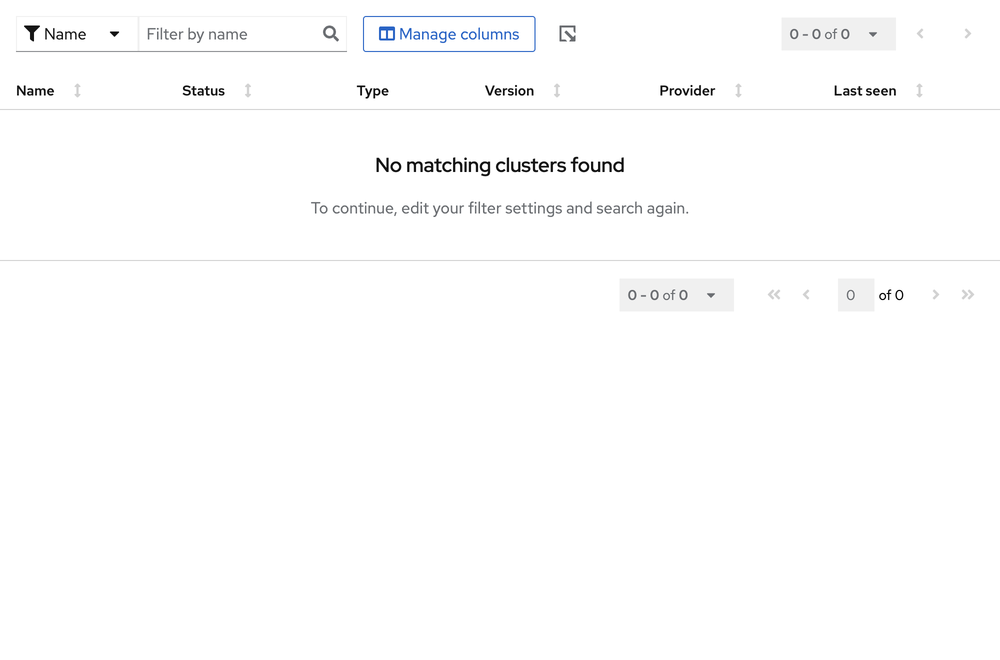 Name Filter by name Manage columns 0 - 0 of 0
Name Status Type Version Provider Last seen
No matching clusters found
To continue, edit your filter settings and search again.
0 - 0 of 0 0 of 0